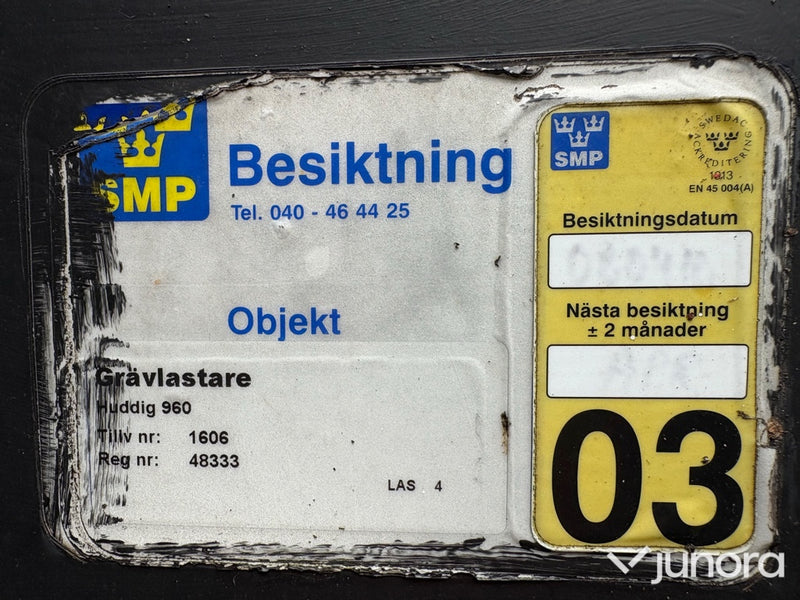 SMP
Besiktning
Tel. 040 - 46 44 25
Objekt
Grävlastare
Huddig 960
Tillv nr: 1606
Reg nr: 48333
LAS 4
SMP
SWEDAC
ACKREDITERING
1313
EN 45 004(A)
Besiktningsdatum
Nästa besiktning
± 2 månader
03
junora